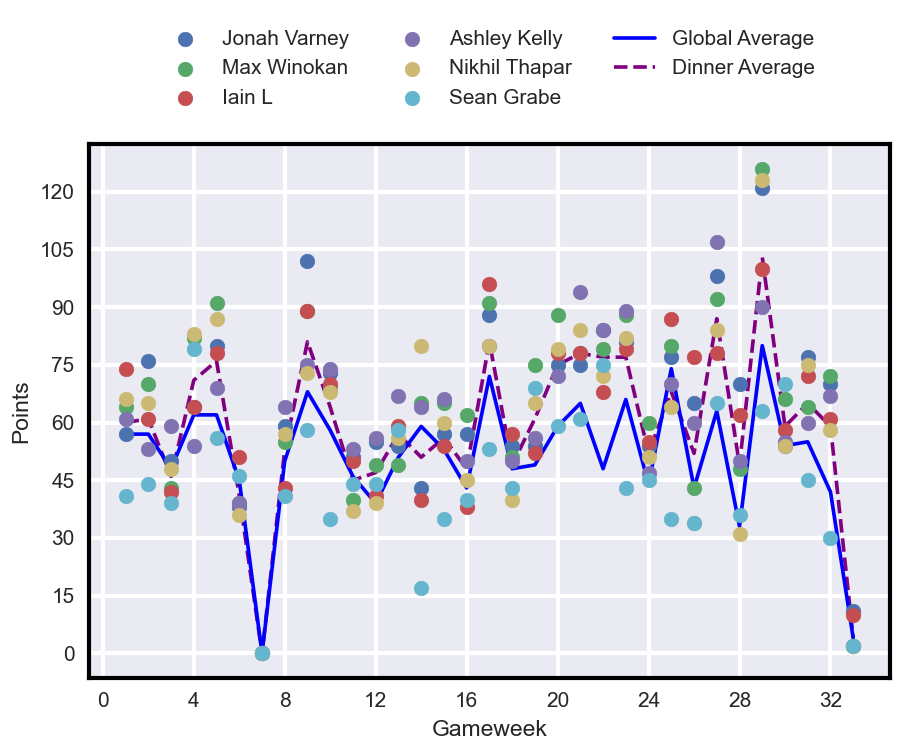 Jonah Varney Ashley Kelly Global Average
Max Winokan Nikhil Thapar Dinner Average
Iain L Sean Grabe
120
105
90
75
60
45
30
15
0
Points
0 4 8 12 16 20 24 28 32
Gameweek